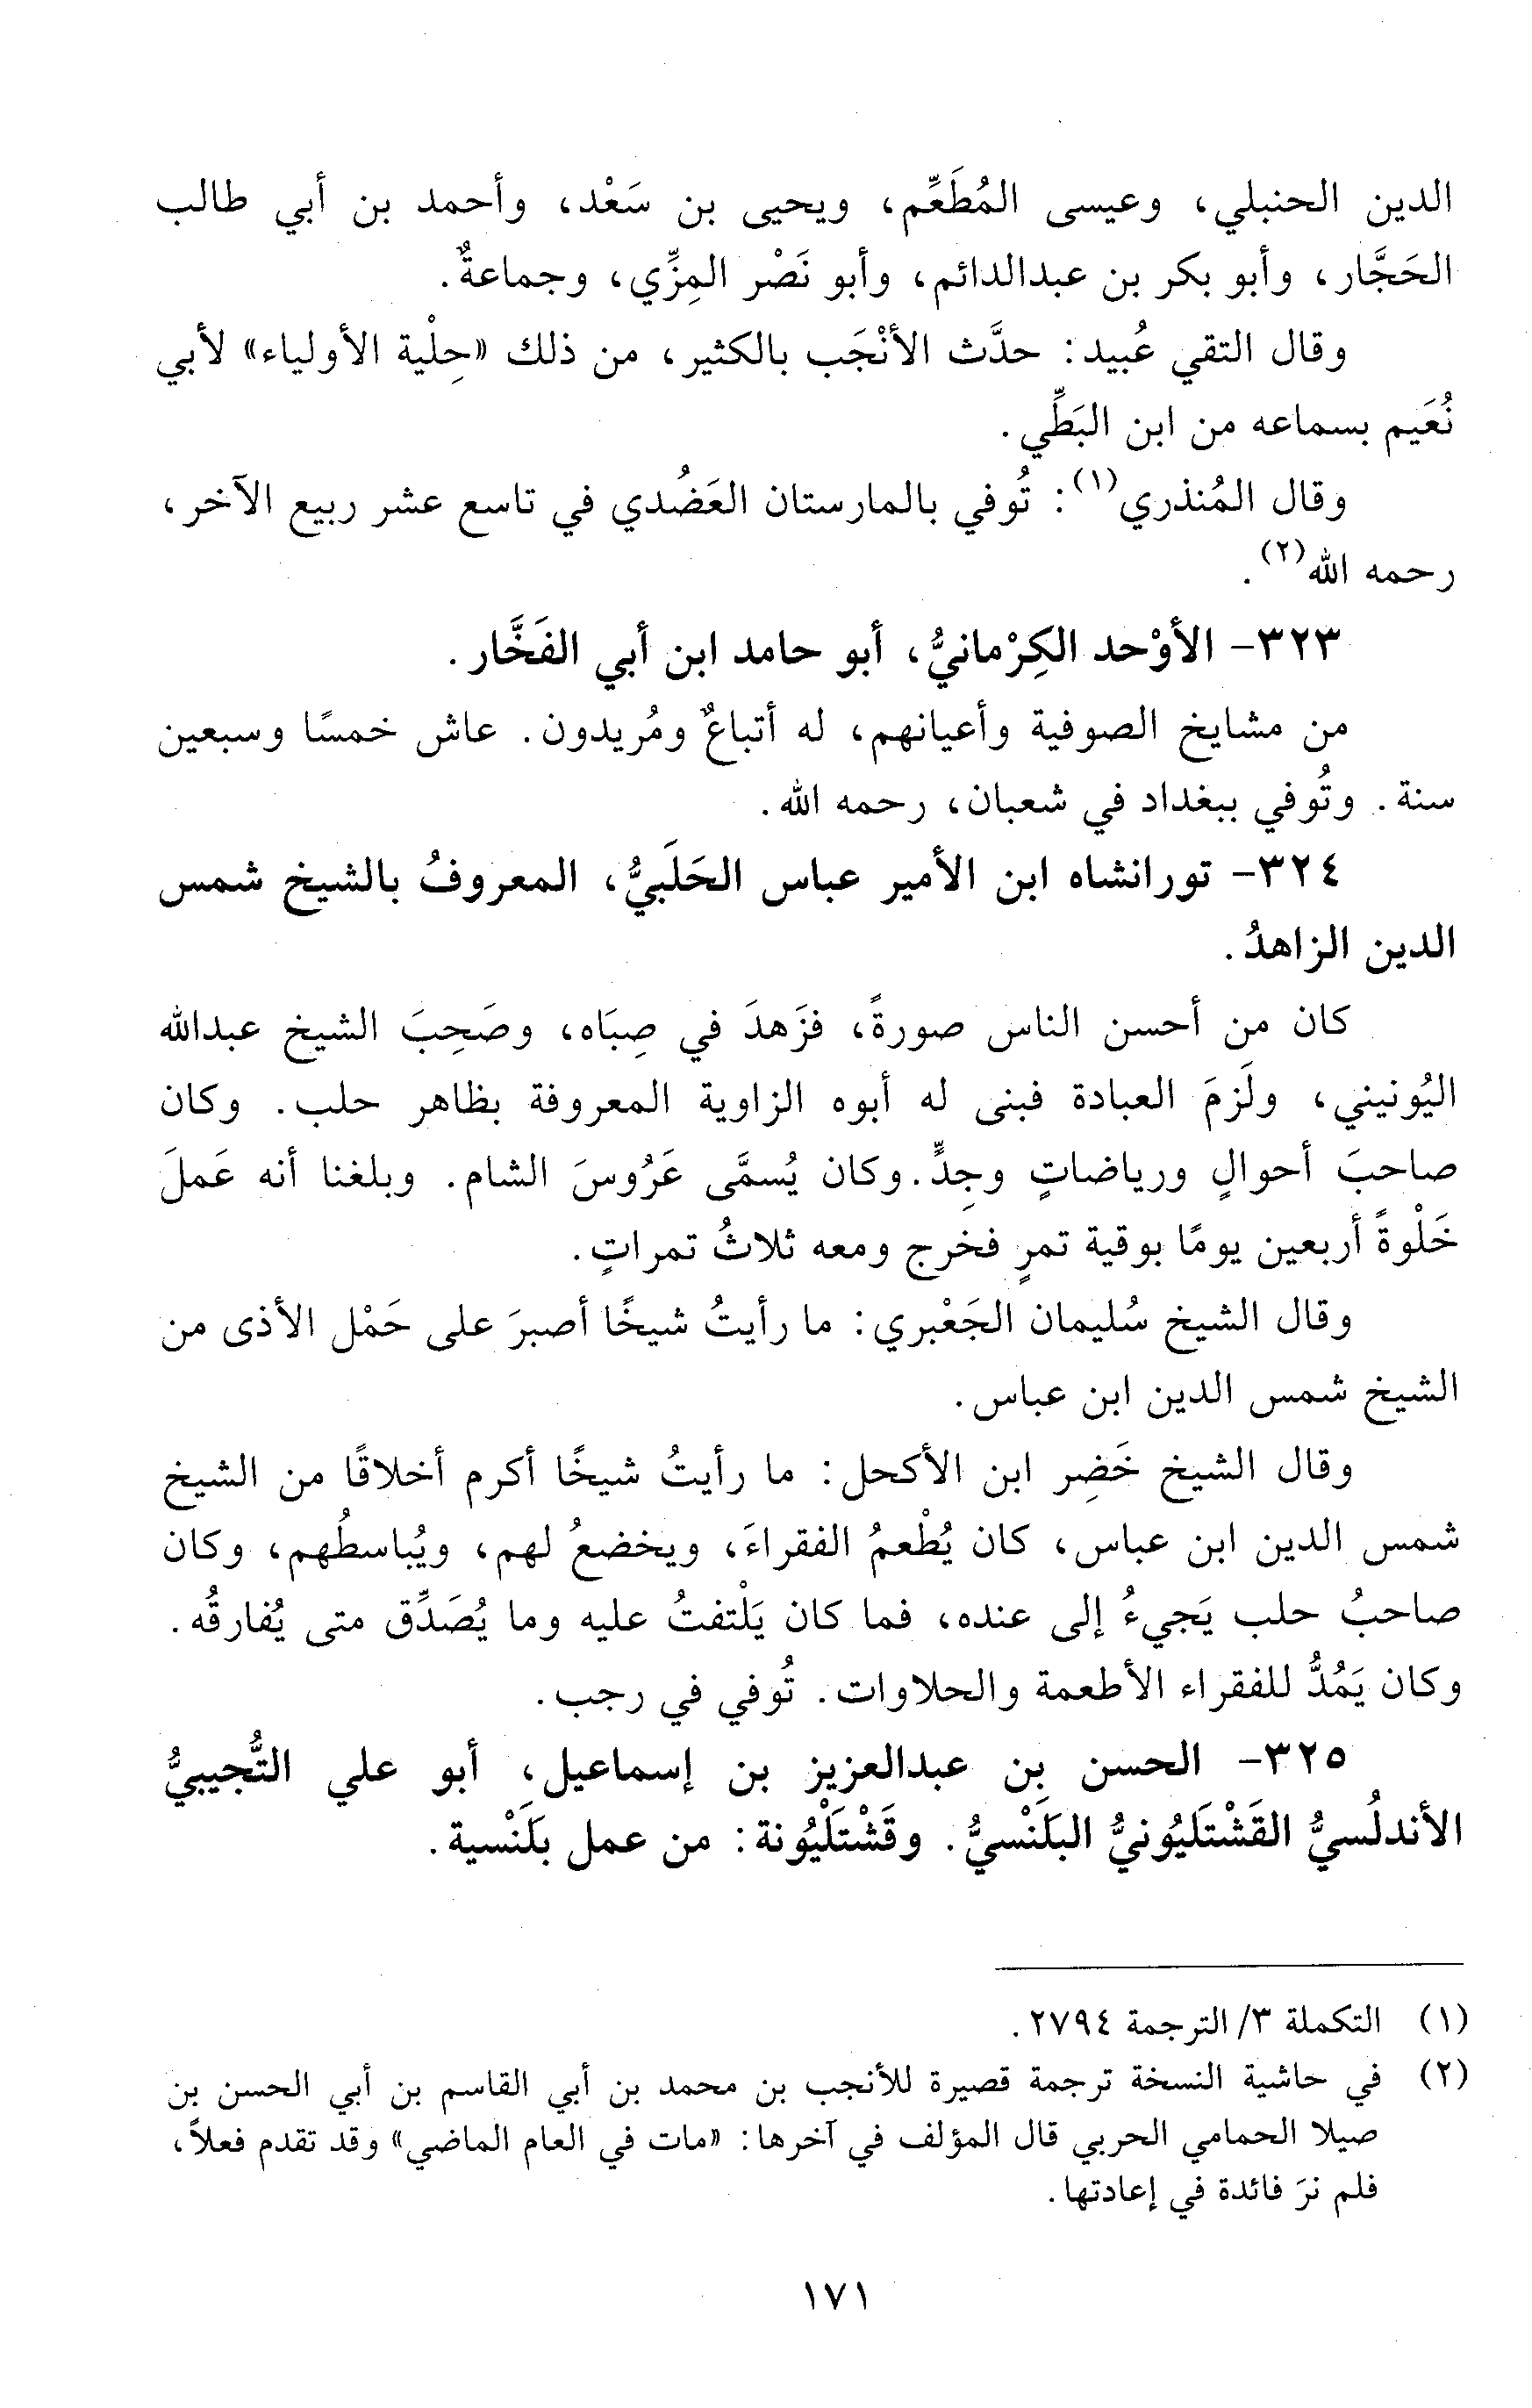 الدين الحنبلي، وعيسى المُطَعِّم، ويحيى بن سَعْد، وأحمد بن أبي طالب
الحَجَّار، وأبو بكر بن عبدالدائم، وأبو نَصْر المِزِّي، وجماعةٌ.
وقال التقي عُبيد: حدَّث الأنْجَب بالكثير، من ذلك «حِلْية الأولياء» لأبي
نُعَيم بسماعه من ابن البَطِّي.
وقال المُنذري(١): تُوفي بالمارستان العَضُدي في تاسع عشر ربيع الآخر،
رحمه الله(٢).
٣٢٣- الأوْحد الكِرْمانيُّ، أبو حامد ابن أبي الفَخَّار.
من مشايخ الصوفية وأعيانهم، له أتباعٌ ومُريدون. عاش خمسًا وسبعين
سنة. وتُوفي ببغداد في شعبان، رحمه الله.
٣٢٤- تورانشاه ابن الأمير عباس الحَلَبيُّ، المعروفُ بالشيخ شمس
الدين الزاهدُ.
كان من أحسن الناس صورةً، فزَهدَ في صِبَاه، وصَحِبَ الشيخ عبدالله
اليُونيني، ولَزمَ العبادة فبنى له أبوه الزاوية المعروفة بظاهر حلب. وكان
صاحبَ أحوالٍ ورياضاتٍ وجِدٍّ. وكان يُسمَّى عَرُوسَ الشام. وبلغنا أنه عَملَ
خَلْوةً أربعين يومًا بوقية تمرٍ فخرج ومعه ثلاثُ تمراتٍ.
وقال الشيخ سُليمان الجَعْبري: ما رأيتُ شيخًا أصبرَ على حَمْل الأذى من
الشيخ شمس الدين ابن عباس.
وقال الشيخ خَضِر ابن الأكحل: ما رأيتُ شيخًا أكرم أخلاقًا من الشيخ
شمس الدين ابن عباس، كان يُطْعمُ الفقراءَ، ويخضعُ لهم، ويُباسطُهم، وكان
صاحبُ حلب يَجيءُ إلى عنده، فما كان يَلْتفتُ عليه وما يُصَدِّق متى يُفارقُه.
وكان يَمُدُّ للفقراء الأطعمة والحلاوات. تُوفي في رجب.
٣٢٥- الحسن بن عبدالعزيز بن إسماعيل، أبو علي التُّجيبيُّ
الأندلُسيُّ القَشْتَلْيُونيُّ البلَنْسيُّ. وقَشْتَلْيُونة: من عمل بلَنْسية.
(١) التكملة ٣/ الترجمة ٢٧٩٤.
(٢) في حاشية النسخة ترجمة قصيرة للأنجب بن محمد بن أبي القاسم بن أبي الحسن بن
صيلا الحمامي الحربي قال المؤلف في آخرها: «مات في العام الماضي» وقد تقدم فعلاً،
فلم نرَ فائدة في إعادتها.
١٧١